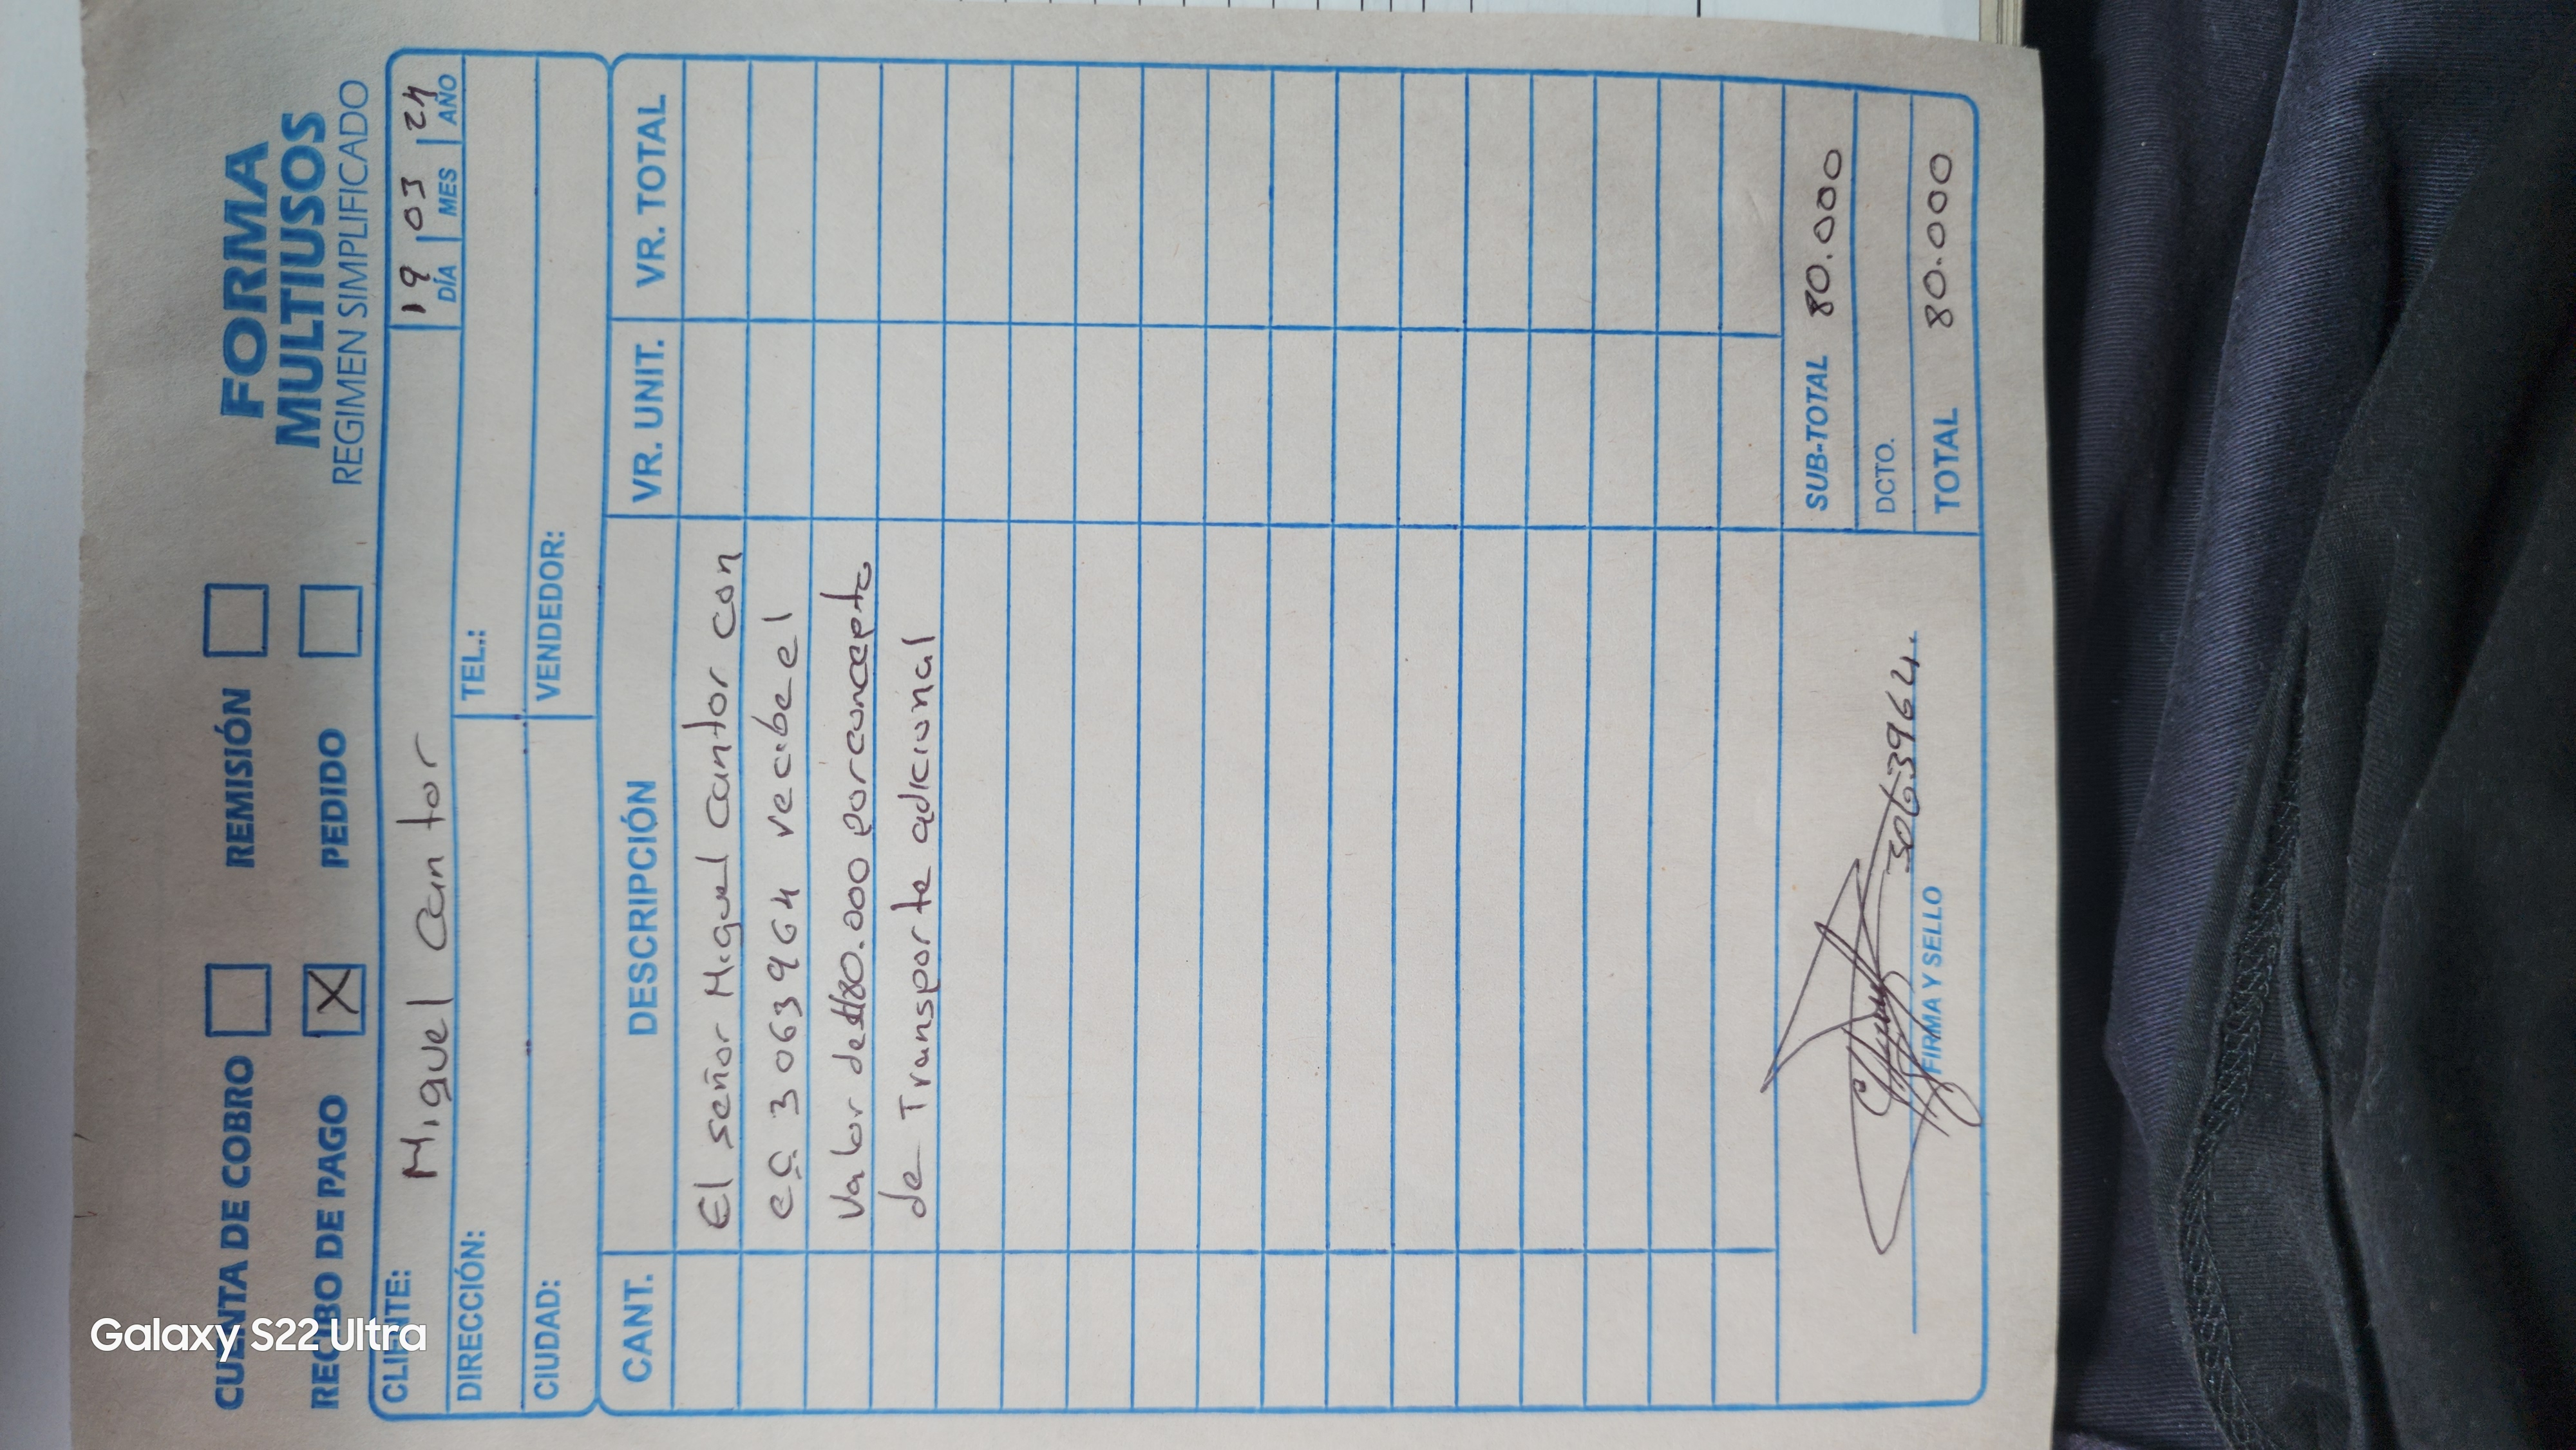 FORMA
MULTIUSOS
REGIMEN SIMPLIFICADO
CUENTA DE COBRO REMISIÓN
RECIBO DE PAGO X PEDIDO
CLIENTE: Miguel Cantor 19 03 24
DÍA MES AÑO
DIRECCIÓN: TEL.:
CIUDAD: VENDEDOR:
CANT. DESCRIPCIÓN VR. UNIT. VR. TOTAL
El señor Miguel Cantor con
cc 3063964 recibe el
valor de 80.000 por concepto
de Transporte adicional
SUB-TOTAL 80.000
DCTO.
3063964.
FIRMA Y SELLO
TOTAL 80.000
Galaxy S22 Ultra